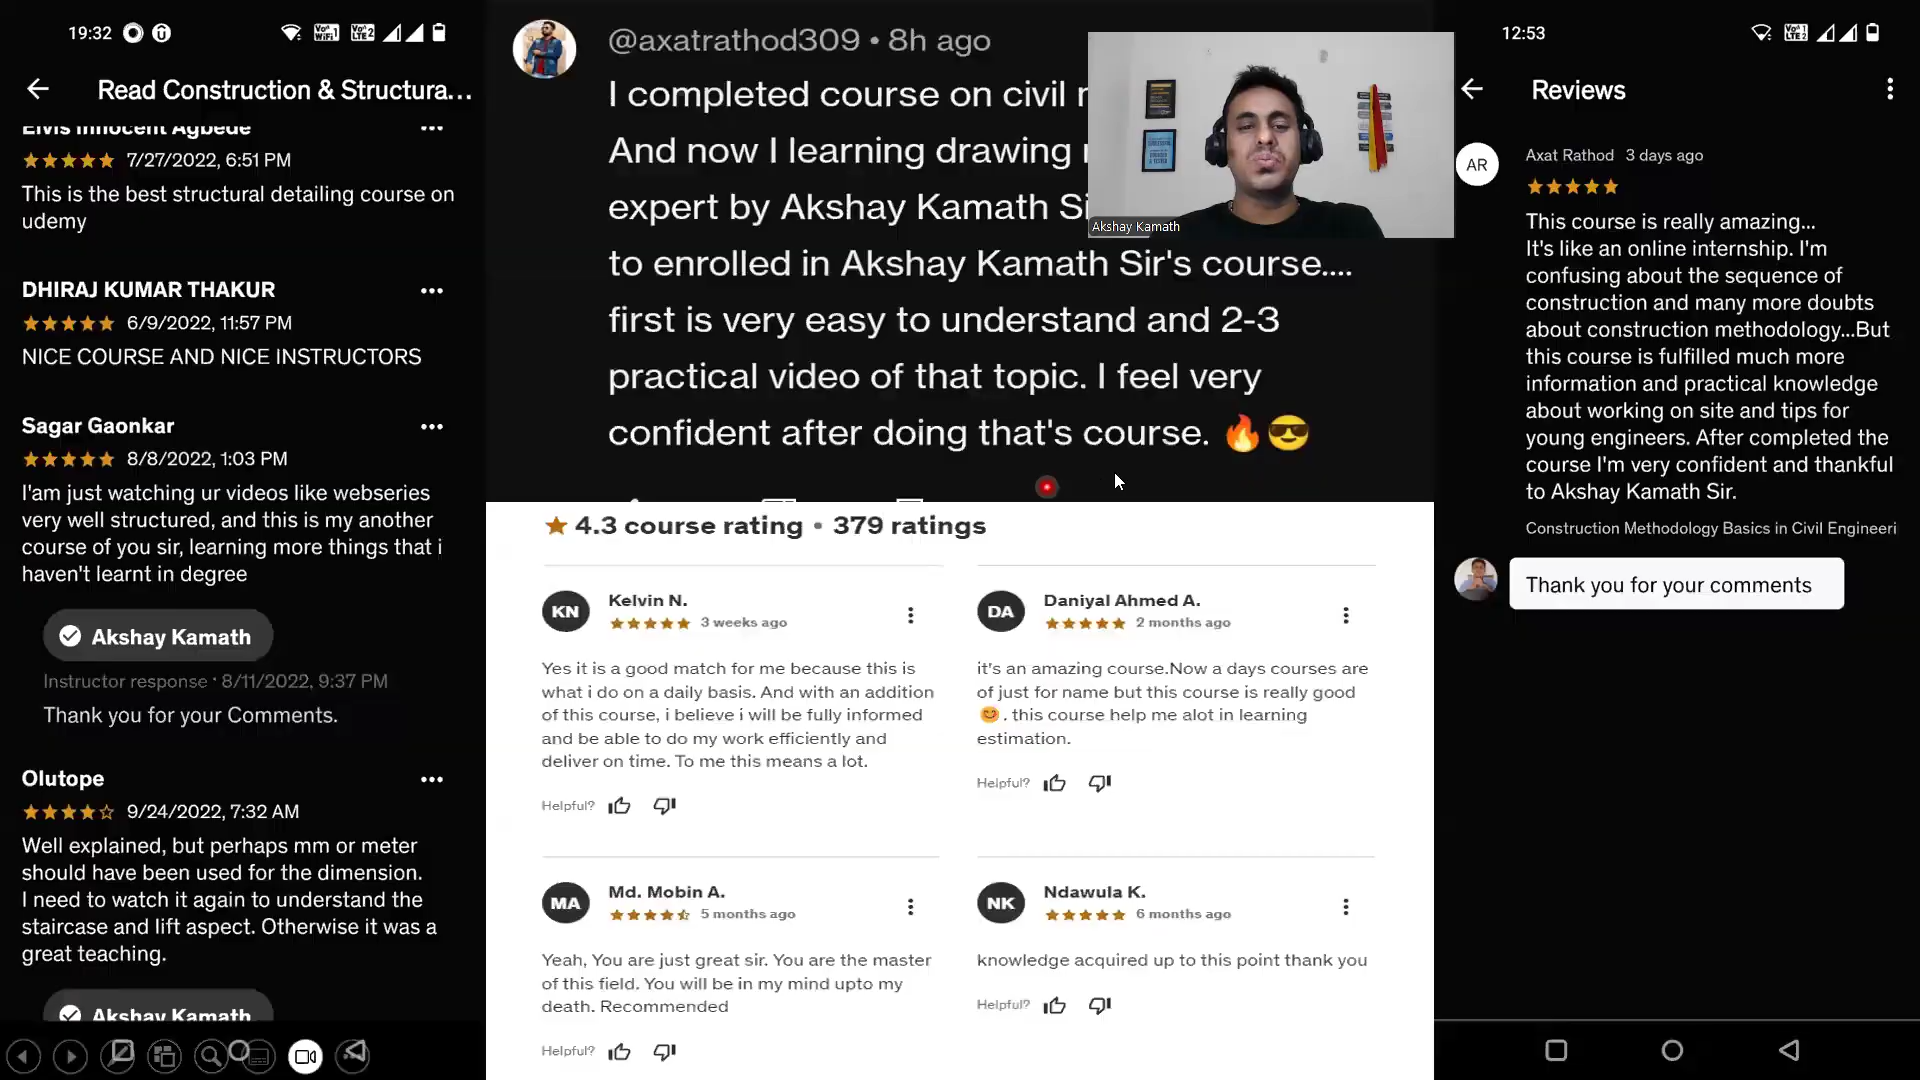 19:32
Read Construction & Structura...
Elvis Innocent Agbede
7/27/2022, 6:51 PM
This is the best structural detailing course on
udemy
DHIRAJ KUMAR THAKUR
6/9/2022, 11:57 PM
NICE COURSE AND NICE INSTRUCTORS
Sagar Gaonkar
8/8/2022, 1:03 PM
I'am just watching ur videos like webseries
very well structured, and this is my another
course of you sir, learning more things that i
haven't learnt in degree
Akshay Kamath
Instructor response · 8/11/2022, 9:37 PM
Thank you for your Comments.
Olutope
9/24/2022, 7:32 AM
Well explained, but perhaps mm or meter
should have been used for the dimension.
I need to watch it again to understand the
staircase and lift aspect. Otherwise it was a
great teaching.
Akshay Kamath
@axatrathod309 • 8h ago
I completed course on civil
And now I learning drawing
expert by Akshay Kamath
to enrolled in Akshay Kamath Sir's course....
first is very easy to understand and 2-3
practical video of that topic. I feel very
confident after doing that's course. 🔥😎
Akshay Kamath
4.3 course rating • 379 ratings
KN
Kelvin N.
3 weeks ago
Yes it is a good match for me because this is
what i do on a daily basis. And with an addition
of this course, i believe i will be fully informed
and be able to do my work efficiently and
deliver on time. To me this means a lot.
Helpful?
DA
Daniyal Ahmed A.
2 months ago
it's an amazing course.Now a days courses are
of just for name but this course is really good
😊. this course help me alot in learning
estimation.
Helpful?
MA
Md. Mobin A.
5 months ago
Yeah, You are just great sir. You are the master
of this field. You will be in my mind upto my
death. Recommended
Helpful?
NK
Ndawula K.
6 months ago
knowledge acquired up to this point thank you
Helpful?
12:53
Reviews
AR
Axat Rathod 3 days ago
This course is really amazing...
It's like an online internship. I'm
confusing about the sequence of
construction and many more doubts
about construction methodology...But
this course is fulfilled much more
information and practical knowledge
about working on site and tips for
young engineers. After completed the
course I'm very confident and thankful
to Akshay Kamath Sir.
Construction Methodology Basics in Civil Engineeri
Thank you for your comments